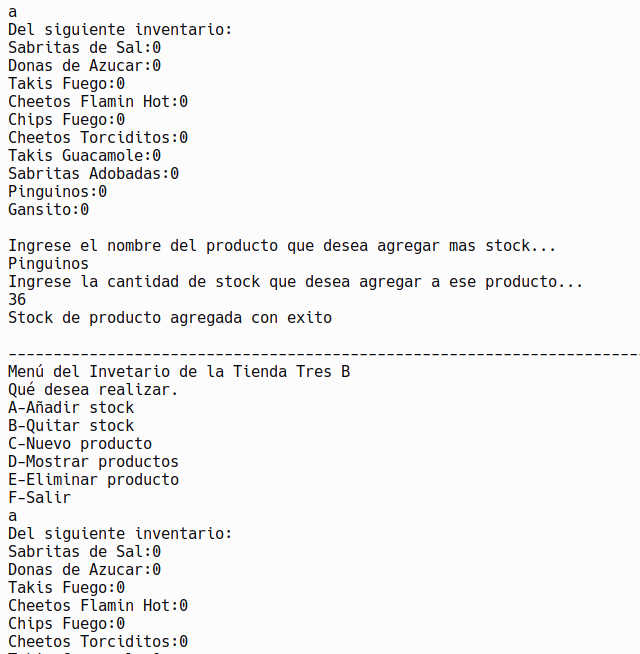 a
Del siguiente inventario:
Sabritas de Sal:0
Donas de Azucar:0
Takis Fuego:0
Cheetos Flamin Hot:0
Chips Fuego:0
Cheetos Torciditos:0
Takis Guacamole:0
Sabritas Adobadas:0
Pinguinos:0
Gansito:0
Ingrese el nombre del producto que desea agregar mas stock...
Pinguinos
Ingrese la cantidad de stock que desea agregar a ese producto...
36
Stock de producto agregada con exito
----------------------------------------------------------------------
Menú del Invetario de la Tienda Tres B
Qué desea realizar.
A-Añadir stock
B-Quitar stock
C-Nuevo producto
D-Mostrar productos
E-Eliminar producto
F-Salir
a
Del siguiente inventario:
Sabritas de Sal:0
Donas de Azucar:0
Takis Fuego:0
Cheetos Flamin Hot:0
Chips Fuego:0
Cheetos Torciditos:0